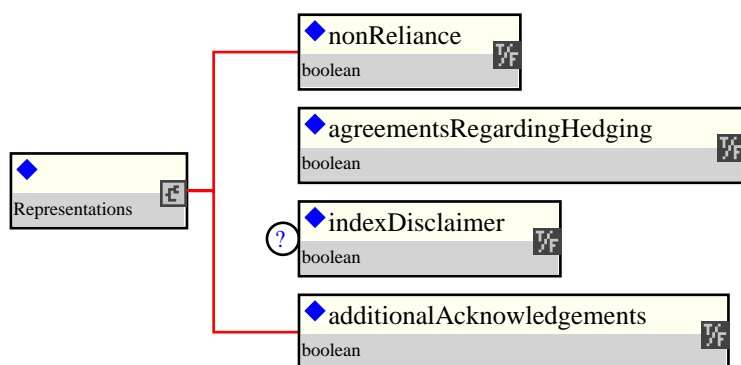 nonReliance
T/F
boolean
agreementsRegardingHedging
T/F
boolean
Representations
?
indexDisclaimer
T/F
boolean
additionalAcknowledgements
T/F
boolean